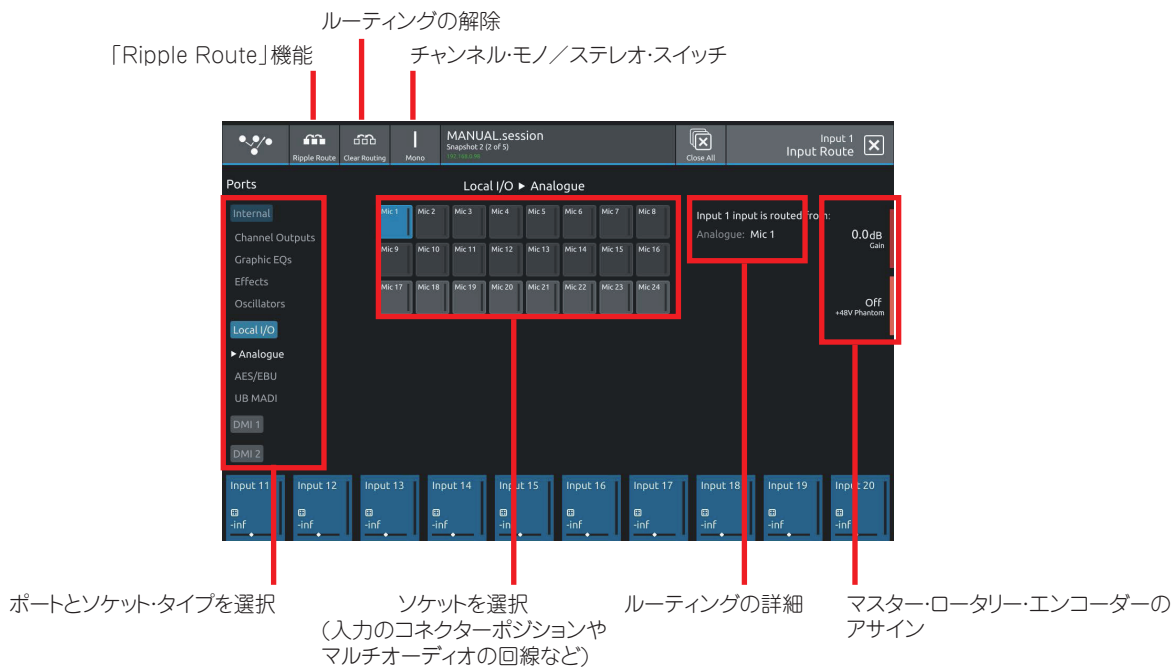 ルーティングの解除
「Ripple Route」機能
チャンネル・モノ／ステレオ・スイッチ
Ripple Route
Clear Routing
Mono
MANUAL.session
Snapshot 2 (2 of 5)
Close All
Input 1
Input Route
Ports
Local I/O ▶ Analogue
Internal
Channel Outputs
Graphic EQs
Effects
Oscillators
Local I/O
▶ Analogue
AES/EBU
UB MADI
DMI 1
DMI 2
Mic 1 Mic 2 Mic 3 Mic 4 Mic 5 Mic 6 Mic 7 Mic 8
Mic 9 Mic 10 Mic 11 Mic 12 Mic 13 Mic 14 Mic 15 Mic 16
Mic 17 Mic 18 Mic 19 Mic 20 Mic 21 Mic 22 Mic 23 Mic 24
Input 1 input is routed from:
Analogue: Mic 1
0.0dB
Gain
Off
+48V Phantom
Input 11 Input 12 Input 13 Input 14 Input 15 Input 16 Input 17 Input 18 Input 19 Input 20
-inf -inf -inf -inf -inf -inf -inf -inf -inf -inf
ポートとソケット・タイプを選択
ソケットを選択
（入力のコネクターポジションや
マルチオーディオの回線など）
ルーティングの詳細
マスター・ロータリー・エンコーダーの
アサイン